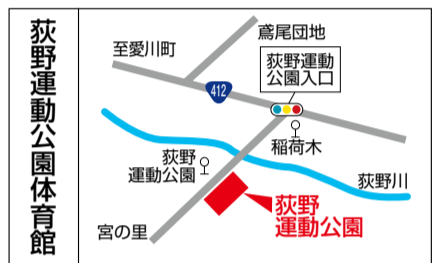 荻野運動公園体育館
鳶尾団地
至愛川町
荻野運動
公園入口
412
稲荷木
荻野
運動公園
荻野川
荻野
運動公園
宮の里